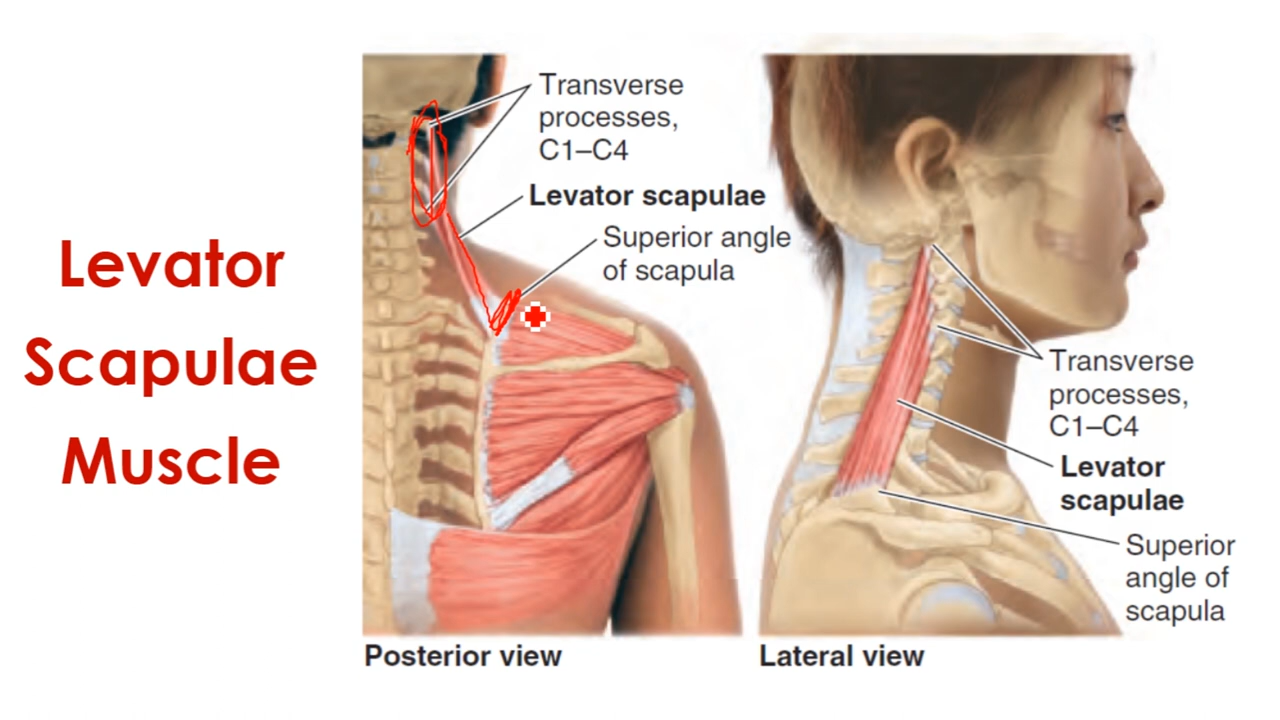 Levator
Scapulae
Muscle
Transverse
processes,
C1–C4
Levator scapulae
Superior angle
of scapula
Posterior view
Transverse
processes,
C1–C4
Levator
scapulae
Superior
angle of
scapula
Lateral view